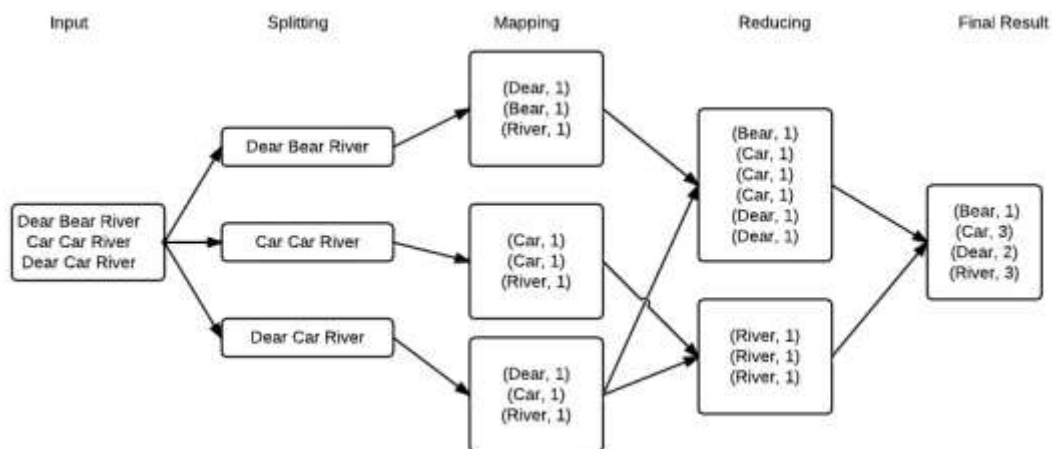 Input
Splitting
Mapping
Reducing
Final Result
Dear Bear River
Car Car River
Dear Car River
Dear Bear River
Car Car River
Dear Car River
(Dear, 1)
(Bear, 1)
(River, 1)
(Car, 1)
(Car, 1)
(River, 1)
(Dear, 1)
(Car, 1)
(River, 1)
(Bear, 1)
(Car, 1)
(Car, 1)
(Car, 1)
(Dear, 1)
(Dear, 1)
(River, 1)
(River, 1)
(River, 1)
(Bear, 1)
(Car, 3)
(Dear, 2)
(River, 3)